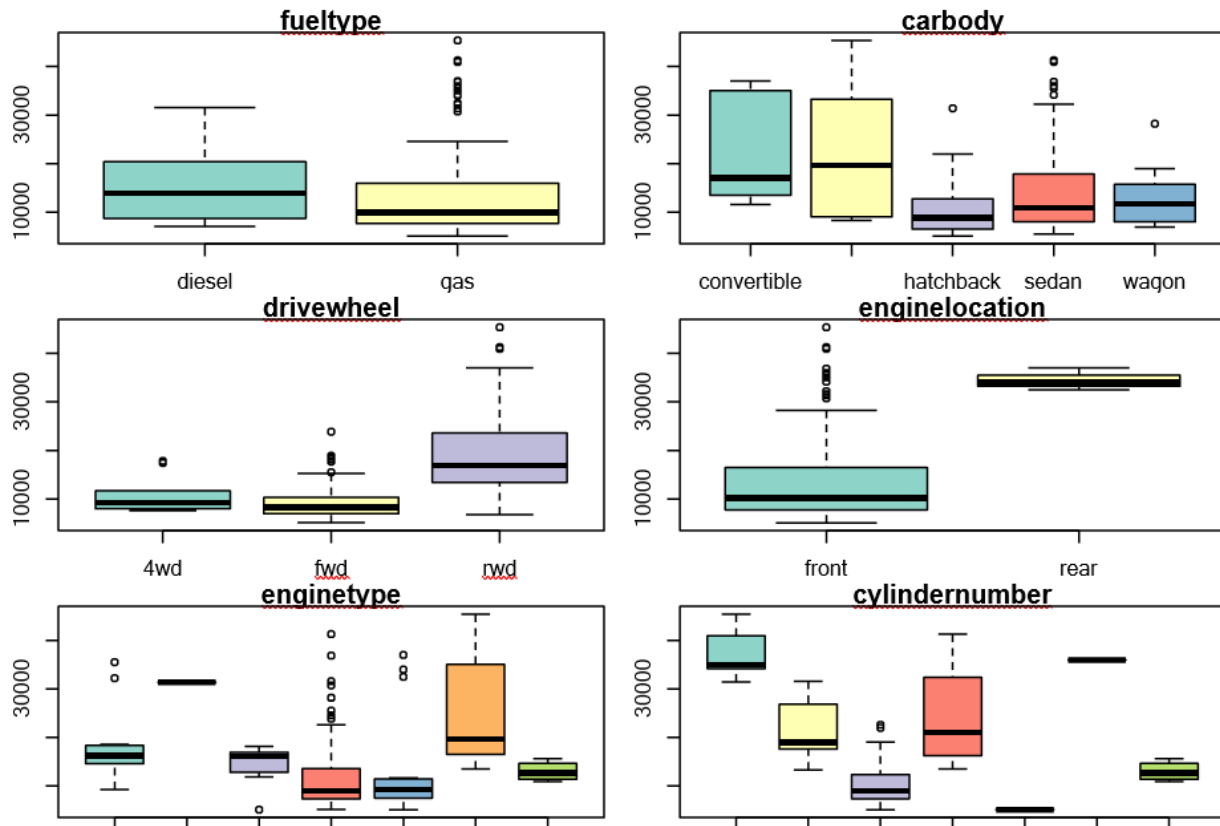 fueltype
30000
10000
diesel
gas
carbody
30000
10000
convertible
hatchback
sedan
wagon
drivewheel
30000
10000
4wd
fwd
rwd
enginelocation
30000
10000
front
rear
enginetype
30000
cylindernumber
30000